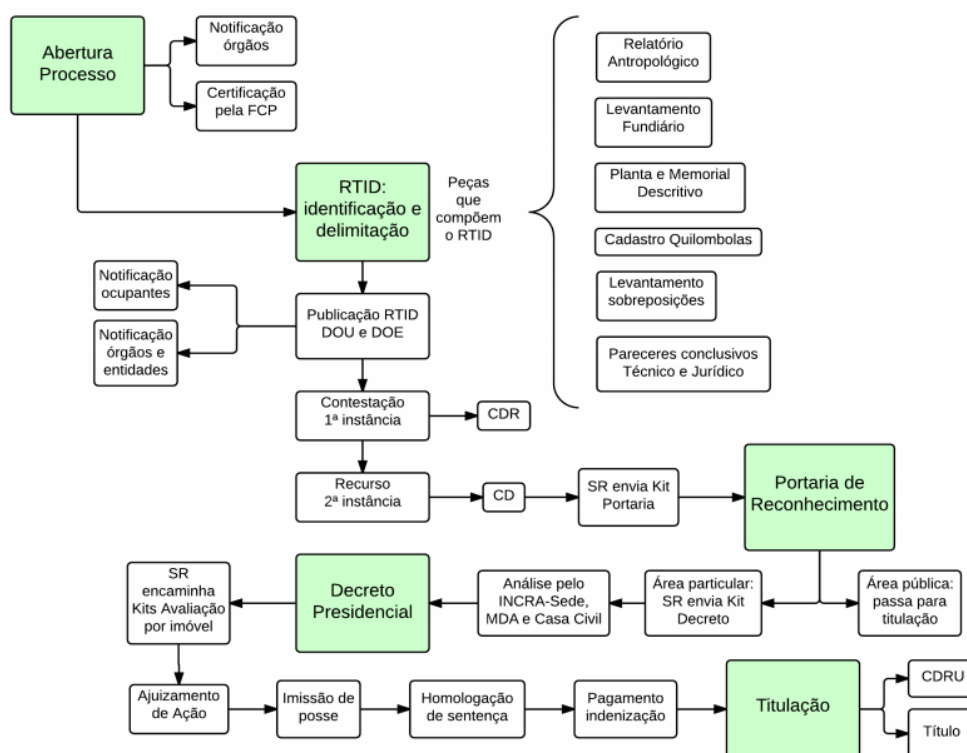 Abertura
Processo
Notificação
órgãos
Certificação
pela FCP
RTID:
identificação e
delimitação
Peças
que
compõem
o RTID
Relatório
Antropológico
Levantamento
Fundiário
Planta e Memorial
Descritivo
Cadastro Quilombolas
Levantamento
sobreposições
Pareceres conclusivos
Técnico e Jurídico
Notificação
ocupantes
Notificação
órgãos e
entidades
Publicação RTID
DOU e DOE
Contestação
1ª instância
CDR
Recurso
2ª instância
CD
SR envia Kit
Portaria
Portaria de
Reconhecimento
Área pública:
passa para
titulação
Área particular:
SR envia Kit
Decreto
Análise pelo
INCRA-Sede,
MDA e Casa Civil
Decreto
Presidencial
SR
encaminha
Kits Avaliação
por imóvel
Ajuizamento
de Ação
Imissão de
posse
Homologação
de sentença
Pagamento
indenização
Titulação
CDRU
Título